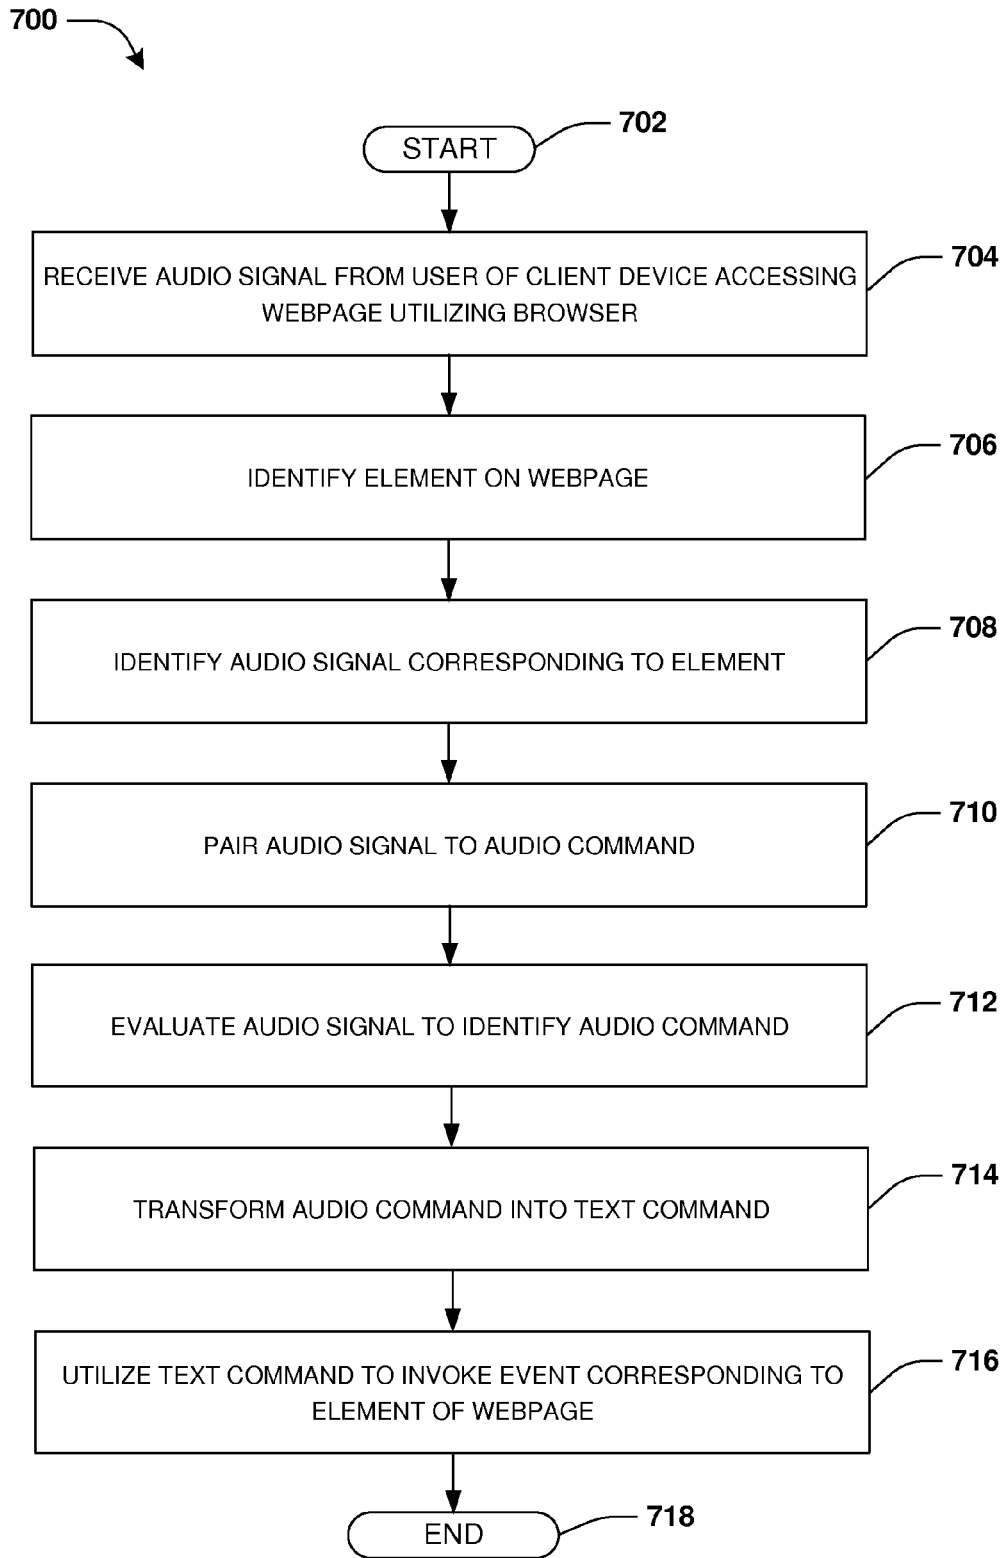 700
START
702
RECEIVE AUDIO SIGNAL FROM USER OF CLIENT DEVICE ACCESSING
WEBPAGE UTILIZING BROWSER
704
IDENTIFY ELEMENT ON WEBPAGE
706
IDENTIFY AUDIO SIGNAL CORRESPONDING TO ELEMENT
708
PAIR AUDIO SIGNAL TO AUDIO COMMAND
710
EVALUATE AUDIO SIGNAL TO IDENTIFY AUDIO COMMAND
712
TRANSFORM AUDIO COMMAND INTO TEXT COMMAND
714
UTILIZE TEXT COMMAND TO INVOKE EVENT CORRESPONDING TO
ELEMENT OF WEBPAGE
716
END
718